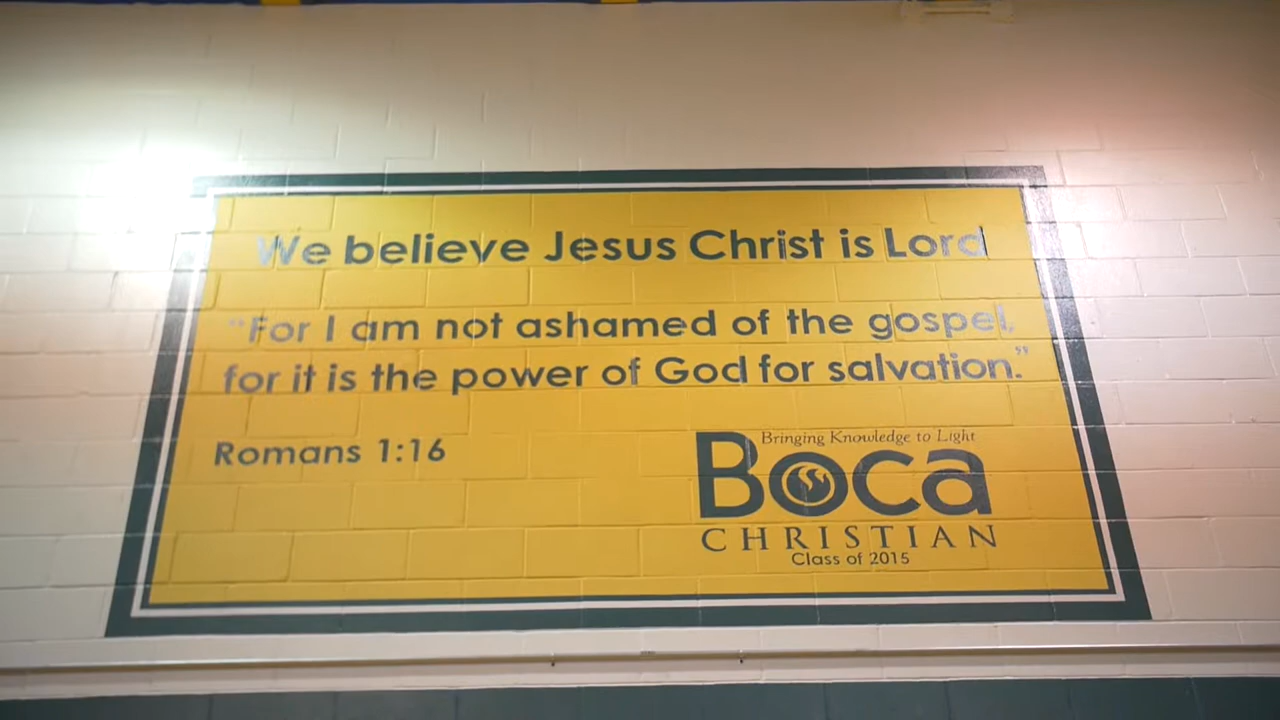 We believe Jesus Christ is Lord
"For I am not ashamed of the gospel,
for it is the power of God for salvation."
Romans 1:16
Bringing Knowledge to Light
Boca
CHRISTIAN
Class of 2015